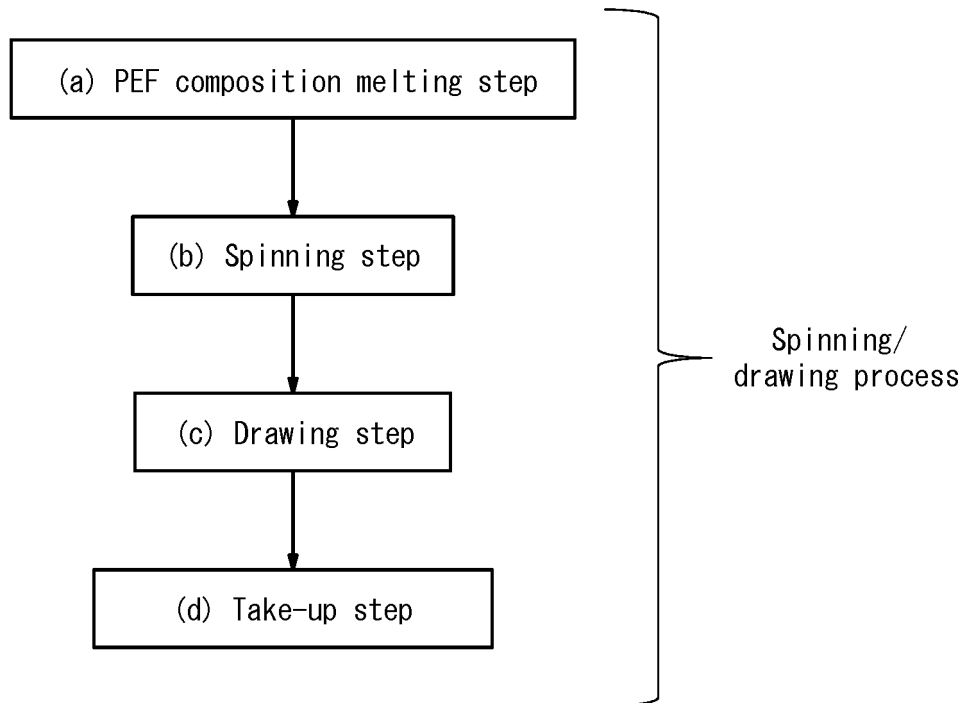 (a) PEF composition melting step
(b) Spinning step
(c) Drawing step
(d) Take-up step
Spinning/
drawing process